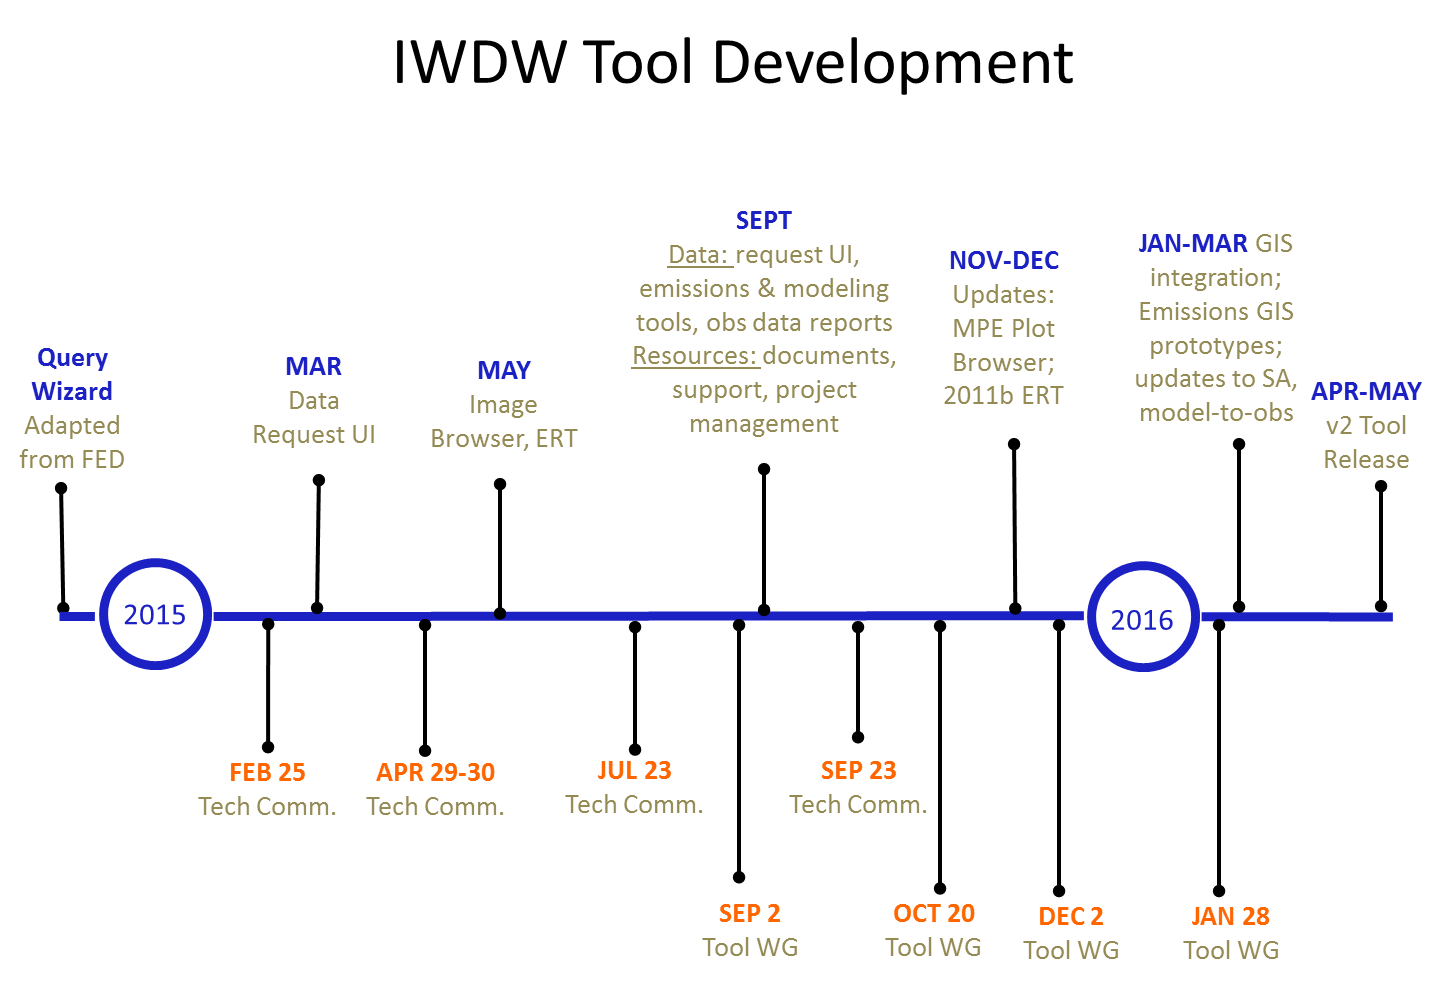 IWDW Tool Development
Query
Wizard
Adapted
from FED
MAR
Data
Request UI
MAY
Image
Browser, ERT
SEPT
Data: request UI,
emissions & modeling
tools, obs data reports
Resources: documents,
support, project
management
NOV-DEC
Updates:
MPE Plot
Browser;
2011b ERT
JAN-MAR GIS
integration;
Emissions GIS
prototypes;
updates to SA,
model-to-obs
APR-MAY
v2 Tool
Release
2015
2016
FEB 25
Tech Comm.
APR 29-30
Tech Comm.
JUL 23
Tech Comm.
SEP 2
Tool WG
SEP 23
Tech Comm.
OCT 20
Tool WG
DEC 2
Tool WG
JAN 28
Tool WG